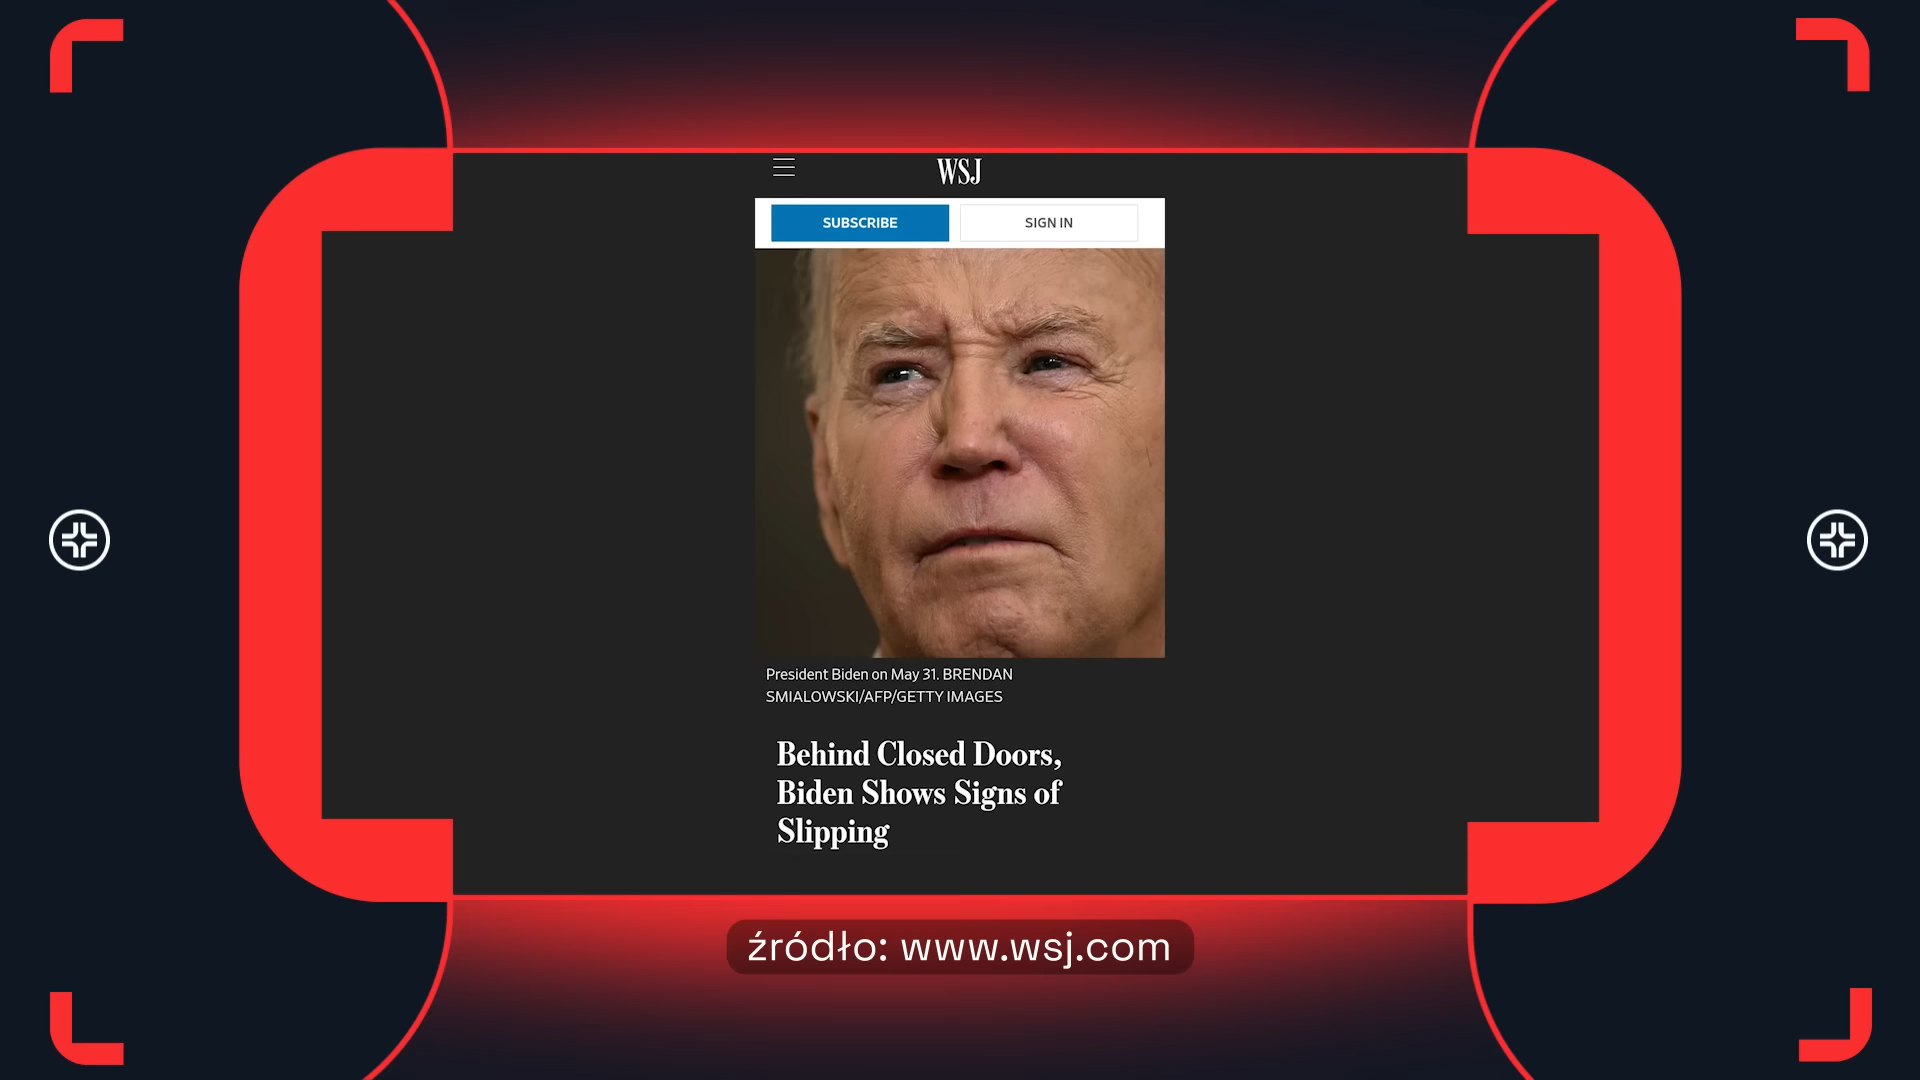 WSJ
SUBSCRIBE
SIGN IN
President Biden on May 31. BRENDAN
SMIALOWSKI/AFP/GETTY IMAGES
Behind Closed Doors,
Biden Shows Signs of
Slipping
źródło: www.wsj.com